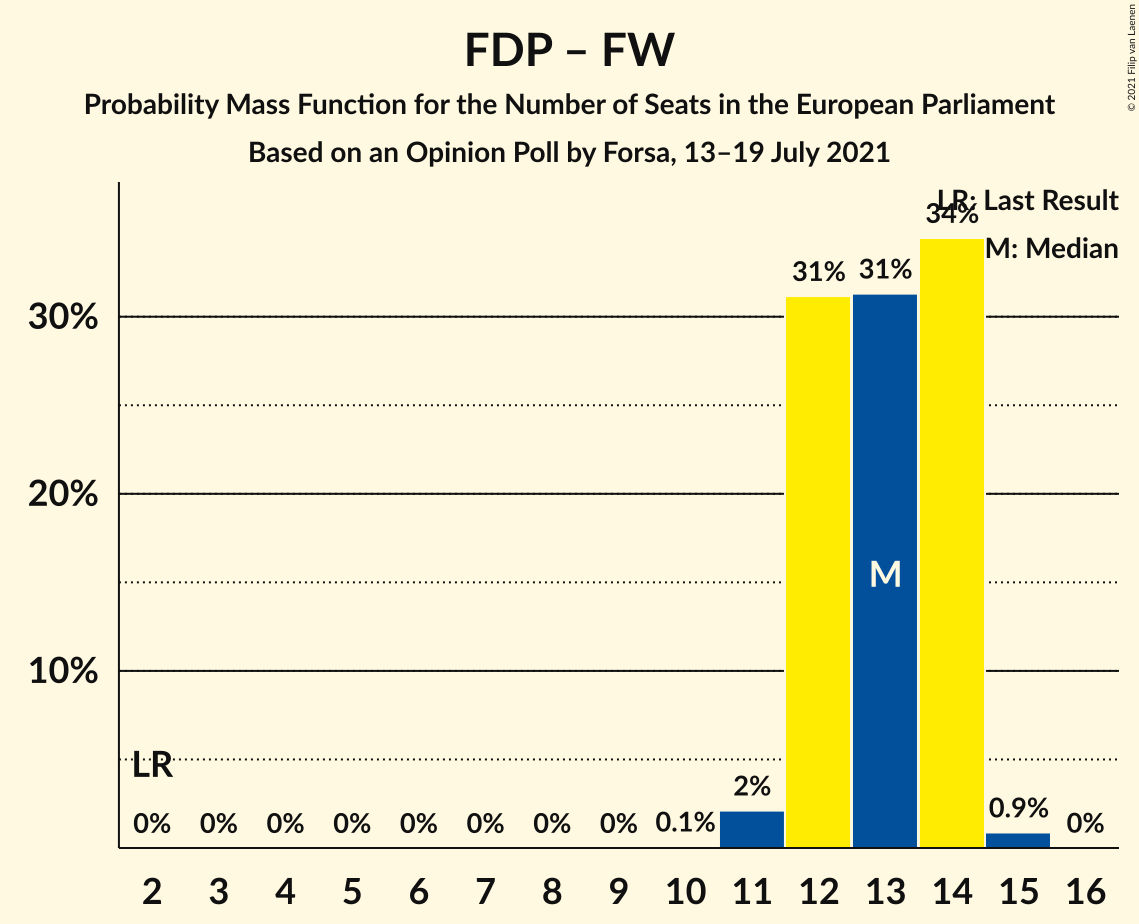 FDP – FW
Probability Mass Function for the Number of Seats in the European Parliament
Based on an Opinion Poll by Forsa, 13–19 July 2021
© 2021 Filip van Laenen
LR: Last Result
M: Median
34%
31% 31%
30%
20%
M
10%
LR
2%
0% 0% 0% 0% 0% 0% 0% 0% 0.1% 0.9% 0%
2 3 4 5 6 7 8 9 10 11 12 13 14 15 16